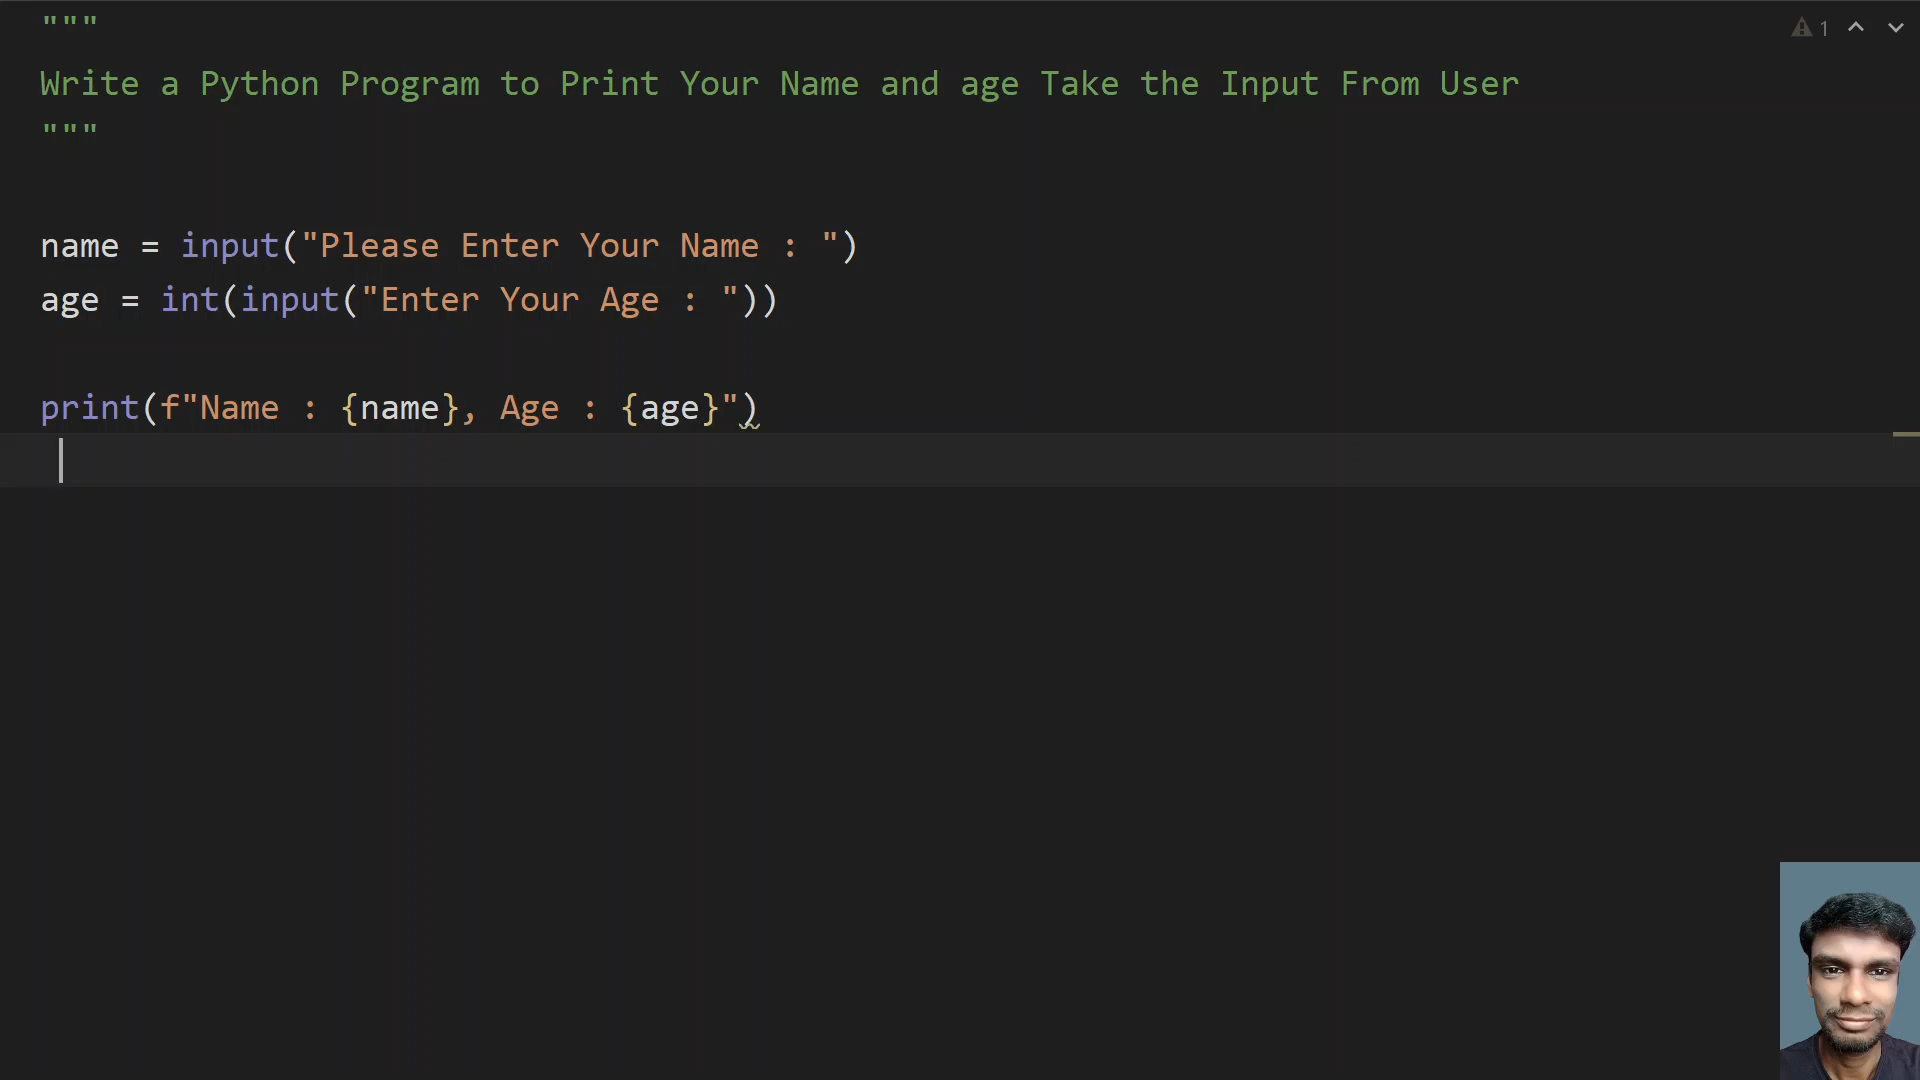 """
1
Write a Python Program to Print Your Name and age Take the Input From User
"""
name = input("Please Enter Your Name : ")
age = int(input("Enter Your Age : "))
print(f"Name : {name}, Age : {age}")